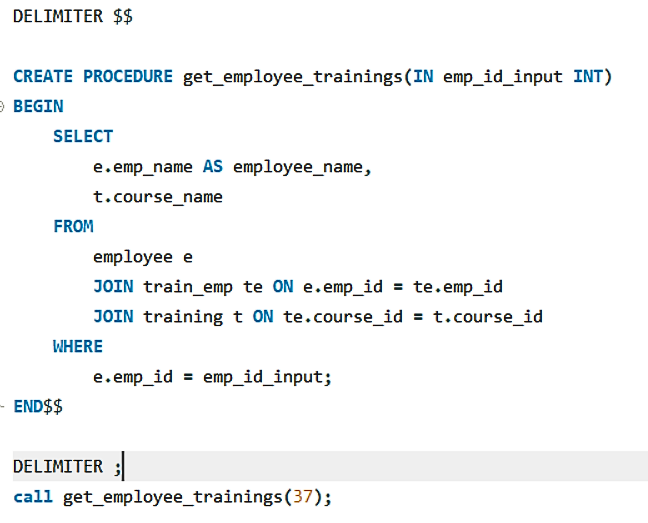 DELIMITER $$
CREATE PROCEDURE get_employee_trainings(IN emp_id_input INT)
BEGIN
SELECT
e.emp_name AS employee_name,
t.course_name
FROM
employee e
JOIN train_emp te ON e.emp_id = te.emp_id
JOIN training t ON te.course_id = t.course_id
WHERE
e.emp_id = emp_id_input;
END$$
DELIMITER ;
call get_employee_trainings(37);